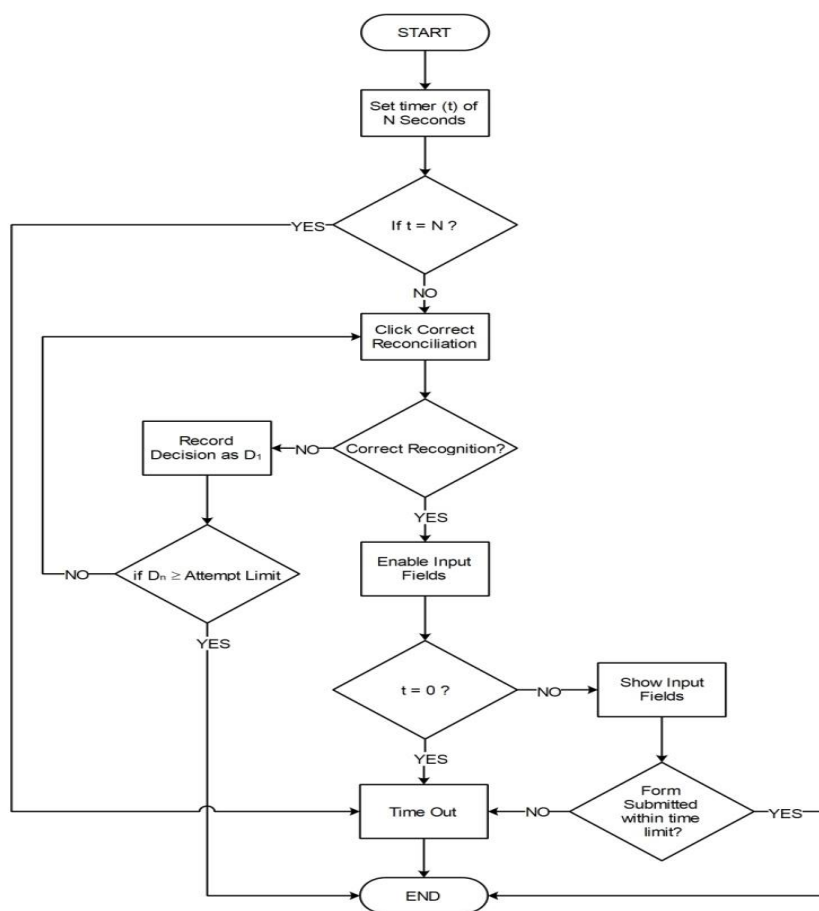 START
Set timer (t) of
N Seconds
If t = N ?
YES
NO
Click Correct
Reconciliation
Correct Recognition?
NO
Record
Decision as D₁
YES
if Dₙ ≥ Attempt Limit
NO
YES
Enable Input
Fields
t = 0 ?
NO
Show Input
Fields
YES
Form
Submitted
within time
limit?
NO
YES
Time Out
END